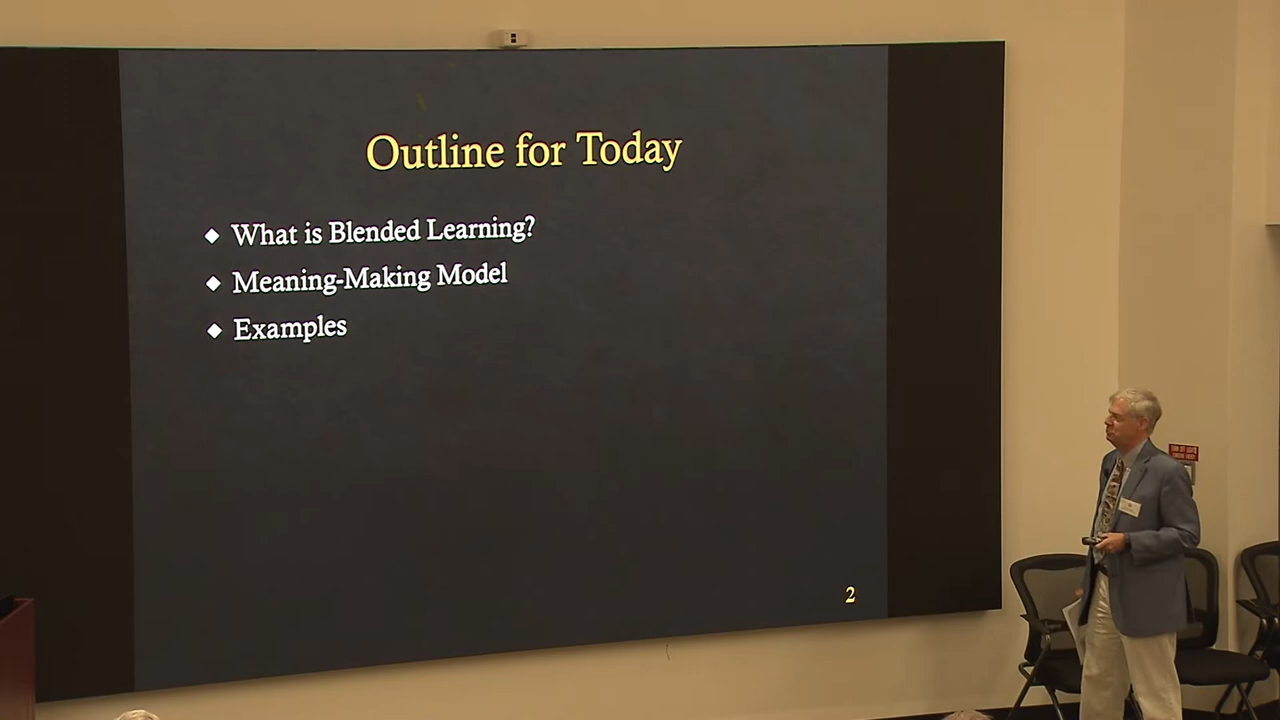 Outline for Today
◆ What is Blended Learning?
◆ Meaning-Making Model
◆ Examples
2